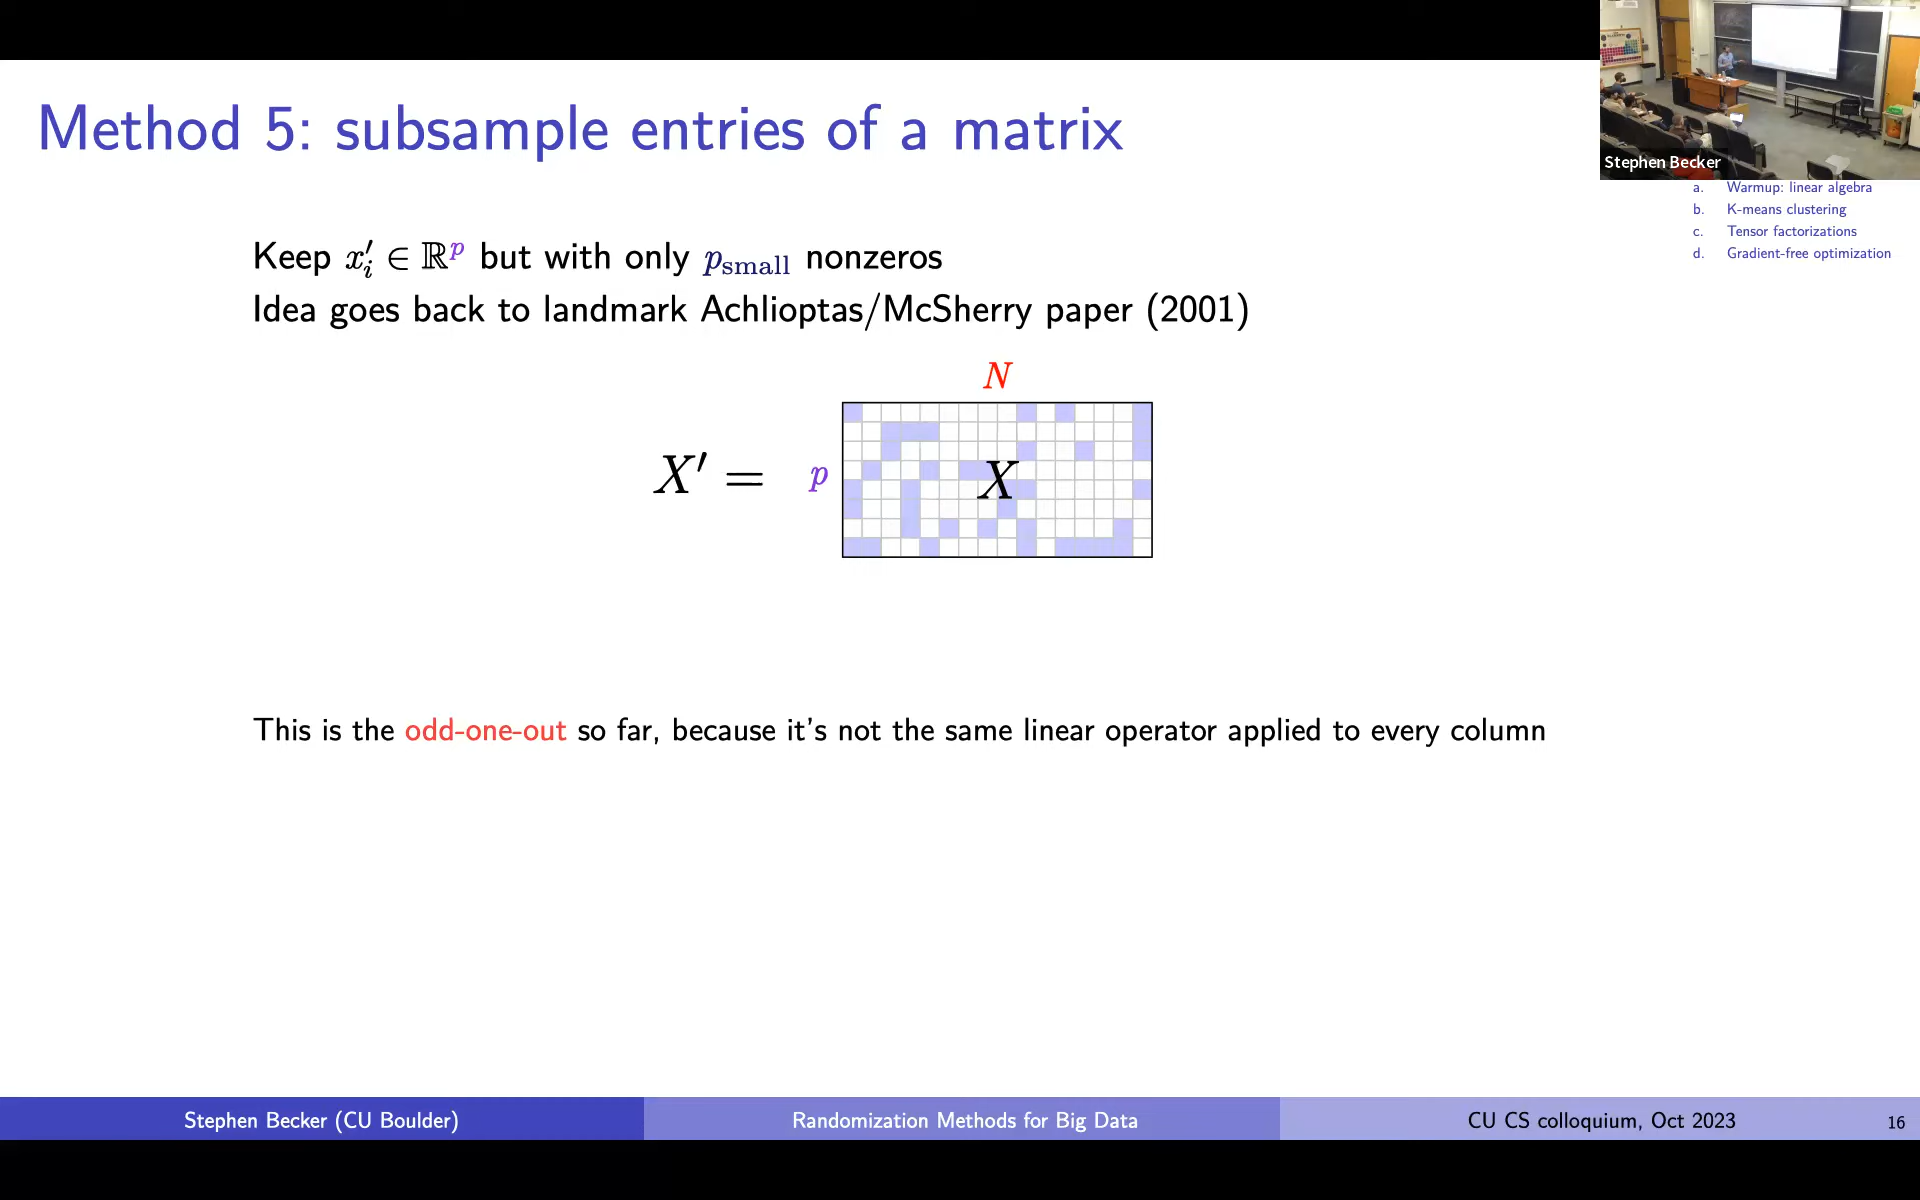 Method 5: subsample entries of a matrix
Stephen Becker
a. Warmup: linear algebra
b. K-means clustering
c. Tensor factorizations
d. Gradient-free optimization
Keep x′ᵢ ∈ ℝᵖ but with only p_small nonzeros
Idea goes back to landmark Achlioptas/McSherry paper (2001)
N
X′ = p X
This is the odd-one-out so far, because it's not the same linear operator applied to every column
Stephen Becker (CU Boulder) Randomization Methods for Big Data CU CS colloquium, Oct 2023 16